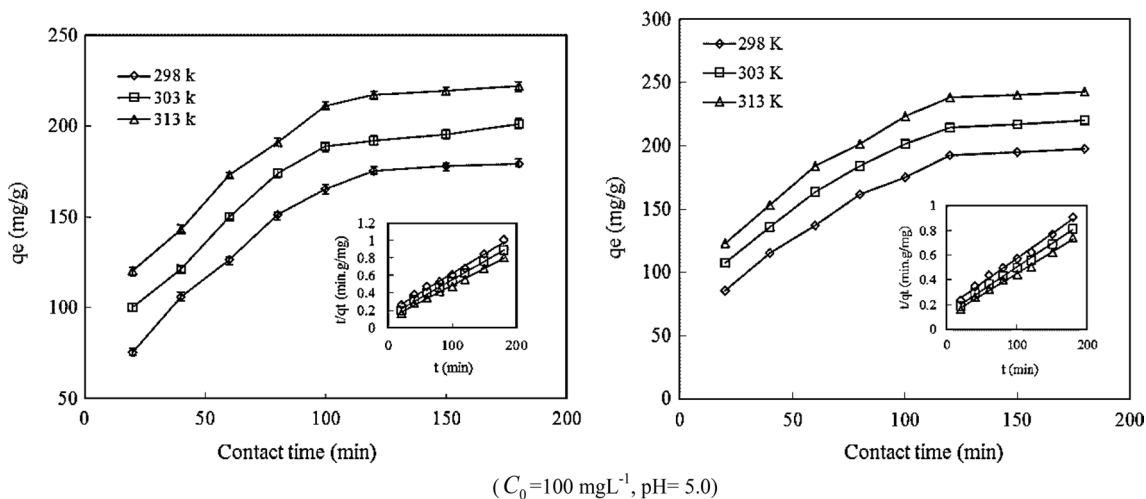 250
200
150
100
50
qe (mg/g)
298 k
303 k
313 k
1.2
1
0.8
0.6
0.4
0.2
0
t/qt (min.g/mg)
0 100 200
t (min)
0 50 100 150 200
Contact time (min)
300
250
200
150
100
50
0
qe (mg/g)
298 K
303 K
313 K
1
0.8
0.6
0.4
0.2
0
t/qt (min.g/mg)
0 100 200
t (min)
0 50 100 150 200
Contact time (min)
( C₀ =100 mgL⁻¹, pH= 5.0)